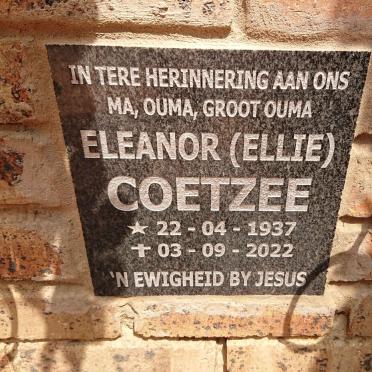 IN TERE HERINNERING AAN ONS
MA, OUMA, GROOT OUMA
ELEANOR (ELLIE)
COETZEE
★ 22 - 04 - 1937
✝ 03 - 09 - 2022
'N EWIGHEID BY JESUS